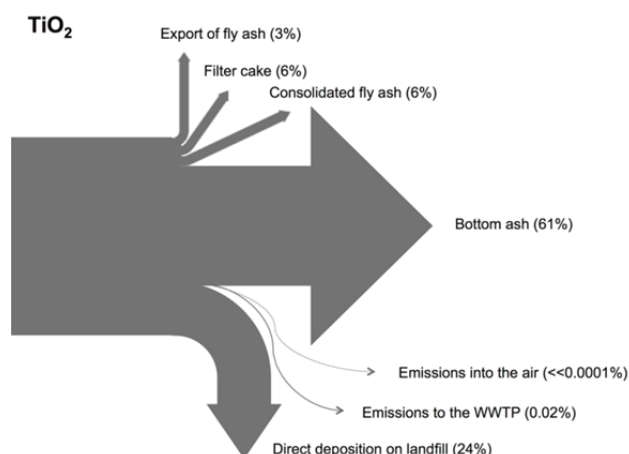 TiO₂
Export of fly ash (3%)
Filter cake (6%)
Consolidated fly ash (6%)
Bottom ash (61%)
Emissions into the air (<<0.0001%)
Emissions to the WWTP (0.02%)
Direct deposition on landfill (24%)